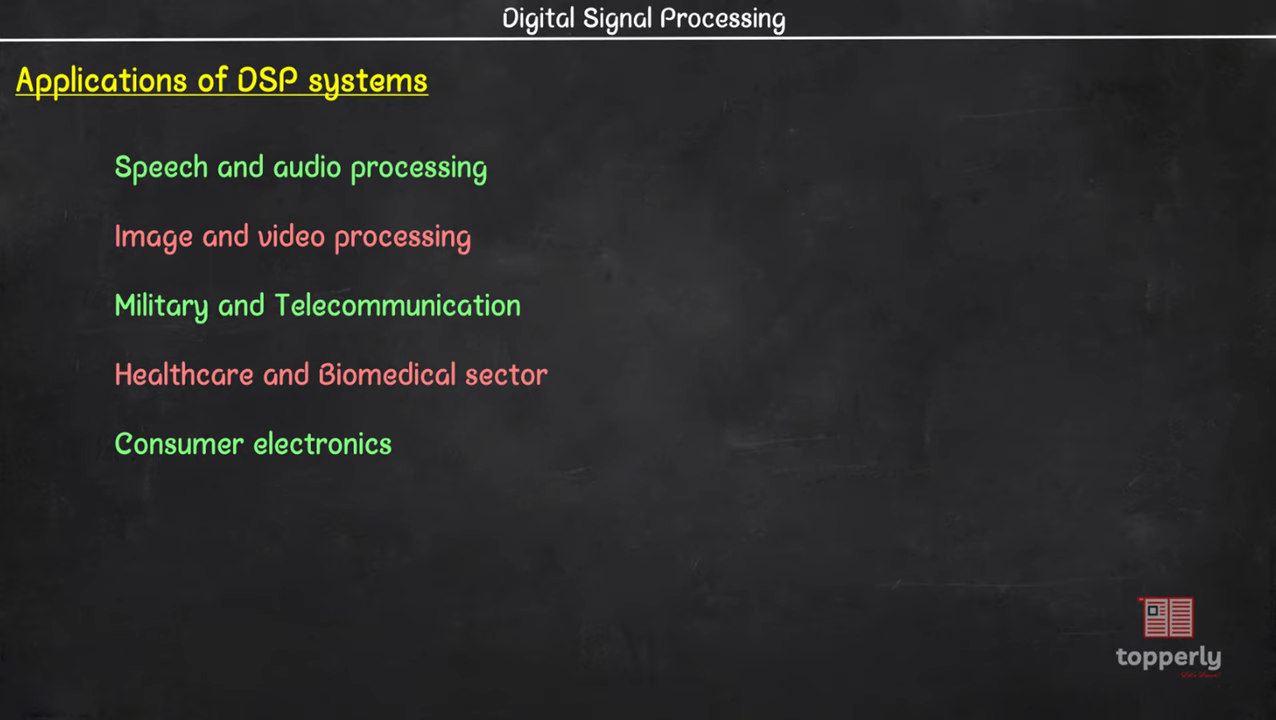 Digital Signal Processing
Applications of DSP systems
Speech and audio processing
Image and video processing
Military and Telecommunication
Healthcare and Biomedical sector
Consumer electronics
topperly